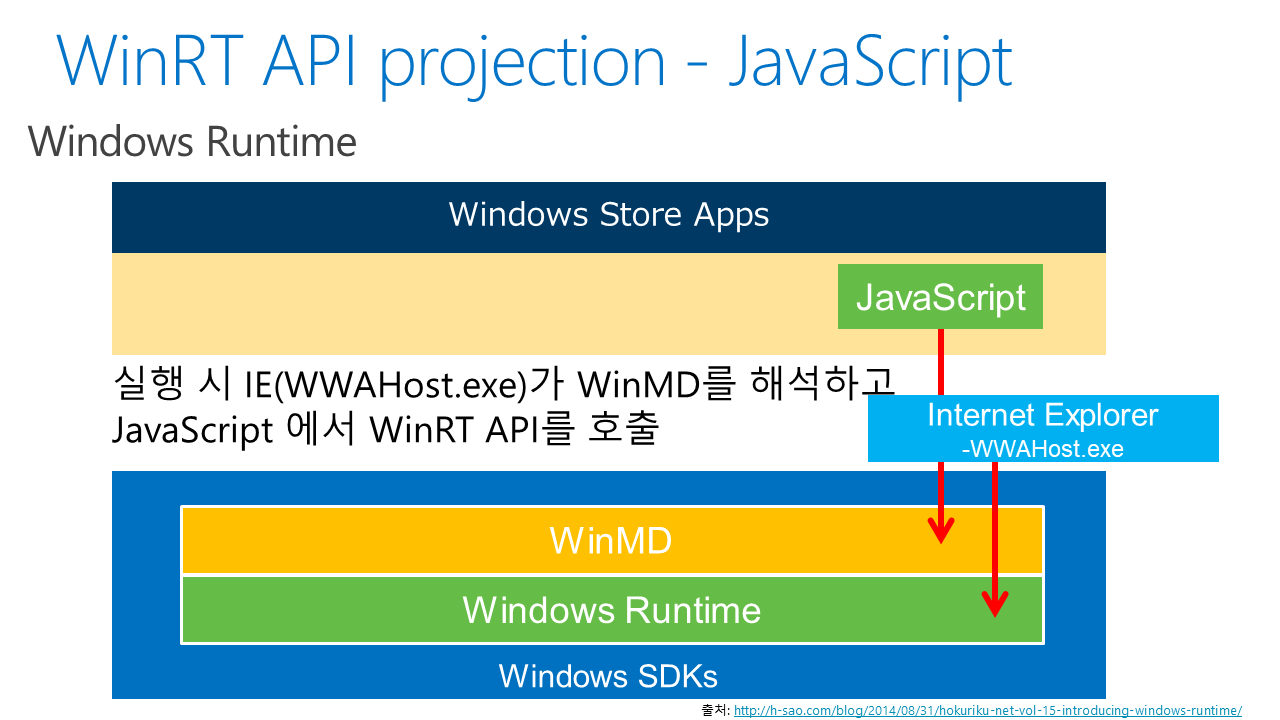 WinRT API projection - JavaScript
Windows Runtime
Windows Store Apps
JavaScript
실행 시 IE(WWAHost.exe)가 WinMD를 해석하고
JavaScript 에서 WinRT API를 호출
Internet Explorer
-WWAHost.exe
WinMD
Windows Runtime
Windows SDKs
출처: http://h-sao.com/blog/2014/08/31/hokuriku-net-vol-15-introducing-windows-runtime/